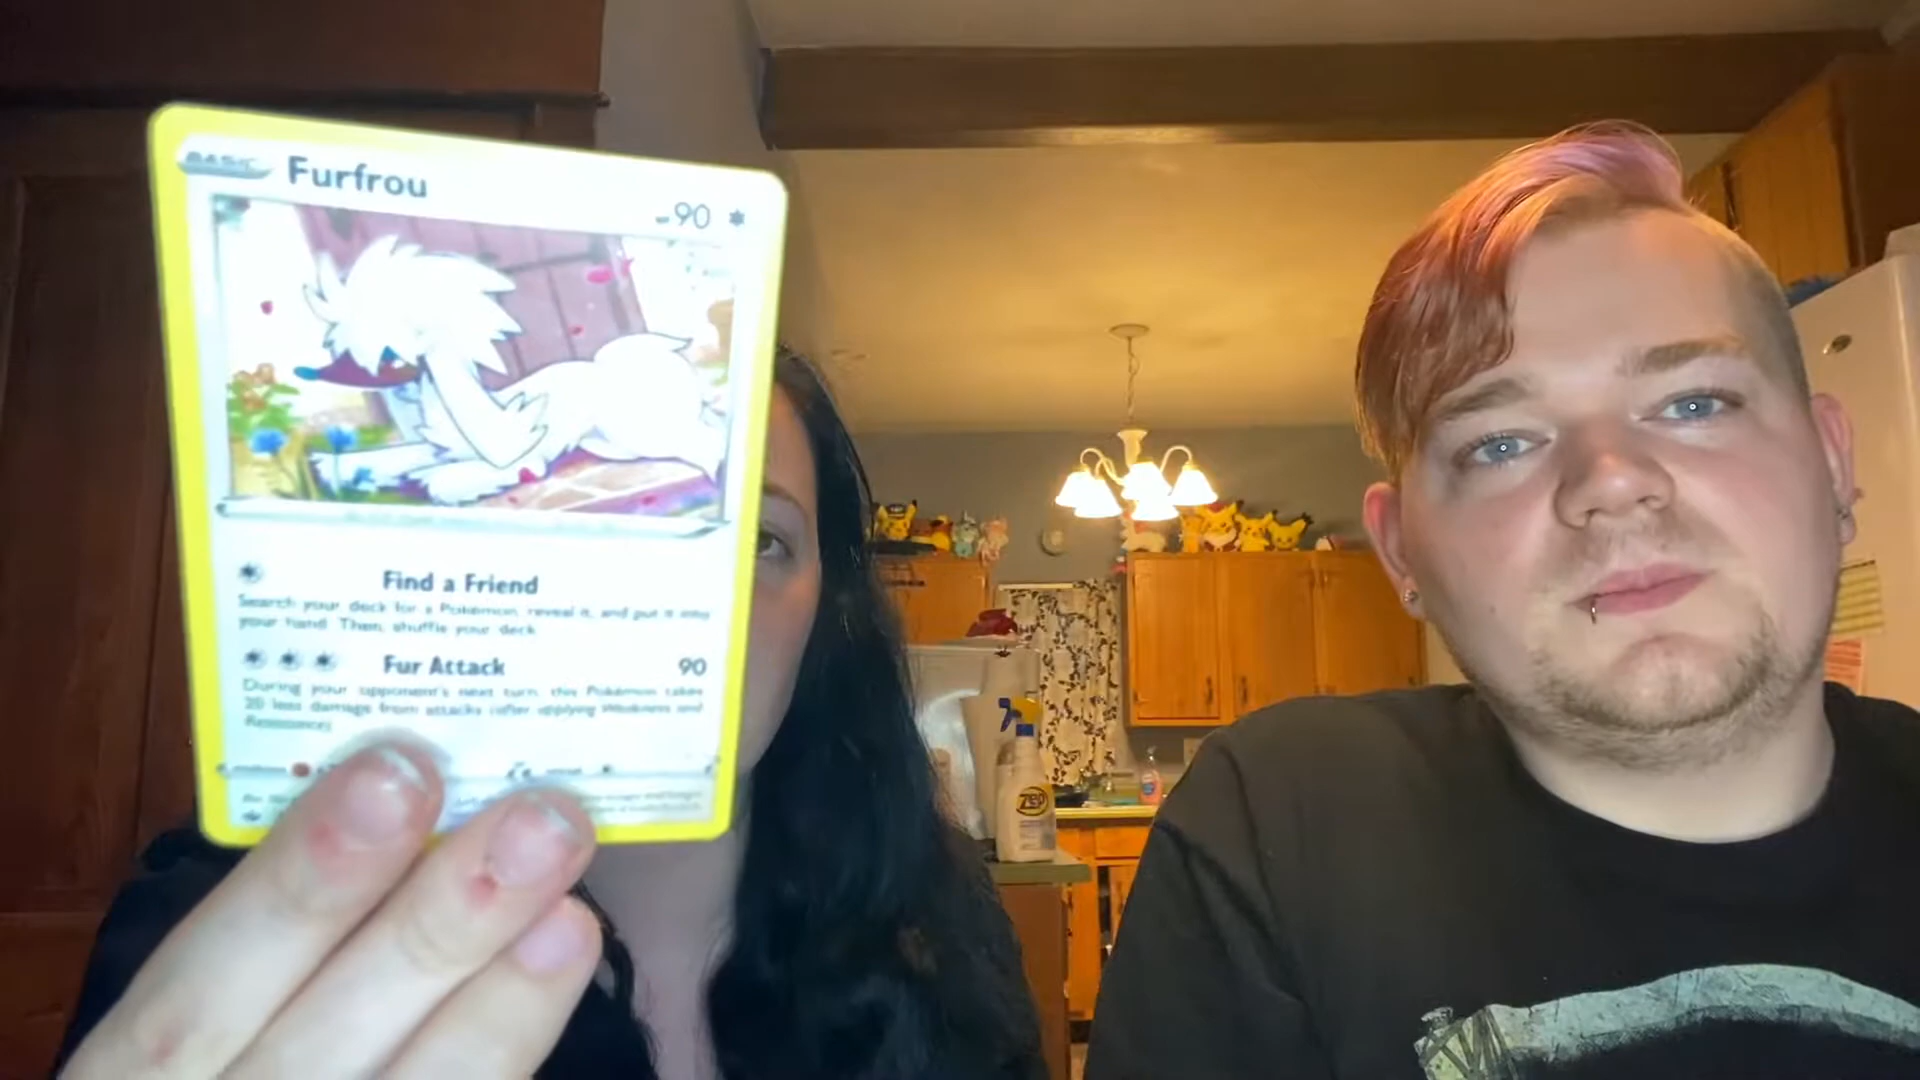 BASIC Furfrou
90
Find a Friend
Search your deck for a Pokémon, reveal it, and put it into
your hand. Then, shuffle your deck.
Fur Attack 90
During your opponent's next turn, this Pokémon takes
20 less damage from attacks (after applying Weakness and
Resistance).
Zep